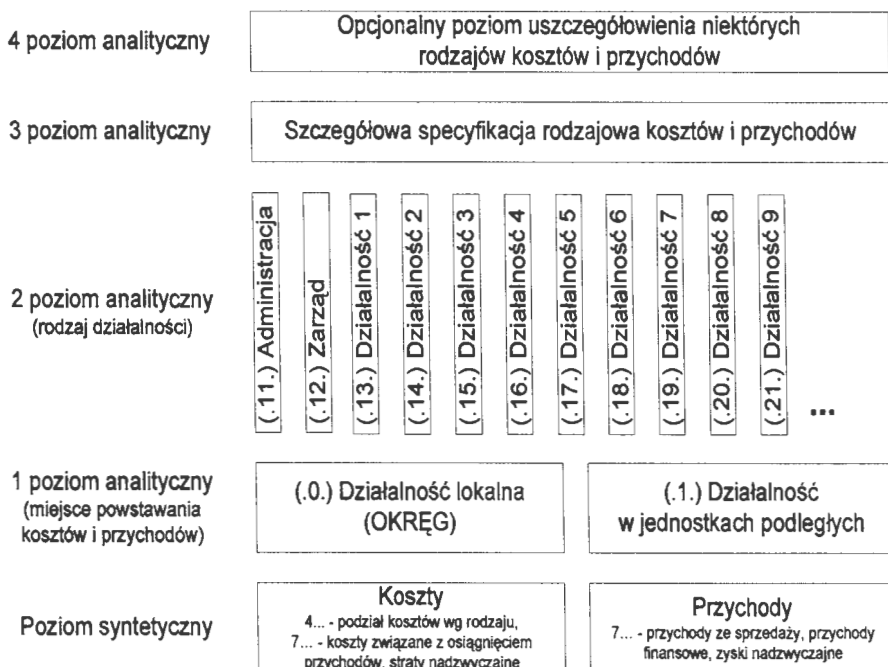 4 poziom analityczny
Opcjonalny poziom uszczegółowienia niektórych
rodzajów kosztów i przychodów
3 poziom analityczny
Szczegółowa specyfikacja rodzajowa kosztów i przychodów
2 poziom analityczny
(rodzaj działalności)
(.11.) Administracja
(.12.) Zarząd
(.13.) Działalność 1
(.14.) Działalność 2
(.15.) Działalność 3
(.16.) Działalność 4
(.17.) Działalność 5
(.18.) Działalność 6
(.19.) Działalność 7
(.20.) Działalność 8
(.21.) Działalność 9
...
1 poziom analityczny
(miejsce powstawania
kosztów i przychodów)
(.0.) Działalność lokalna
(OKRĘG)
(.1.) Działalność
w jednostkach podległych
Poziom syntetyczny
Koszty
4... - podział kosztów wg rodzaju,
7... - koszty związane z osiągnięciem
przychodów, straty nadzwyczajne
Przychody
7... - przychody ze sprzedaży, przychody
finansowe, zyski nadzwyczajne